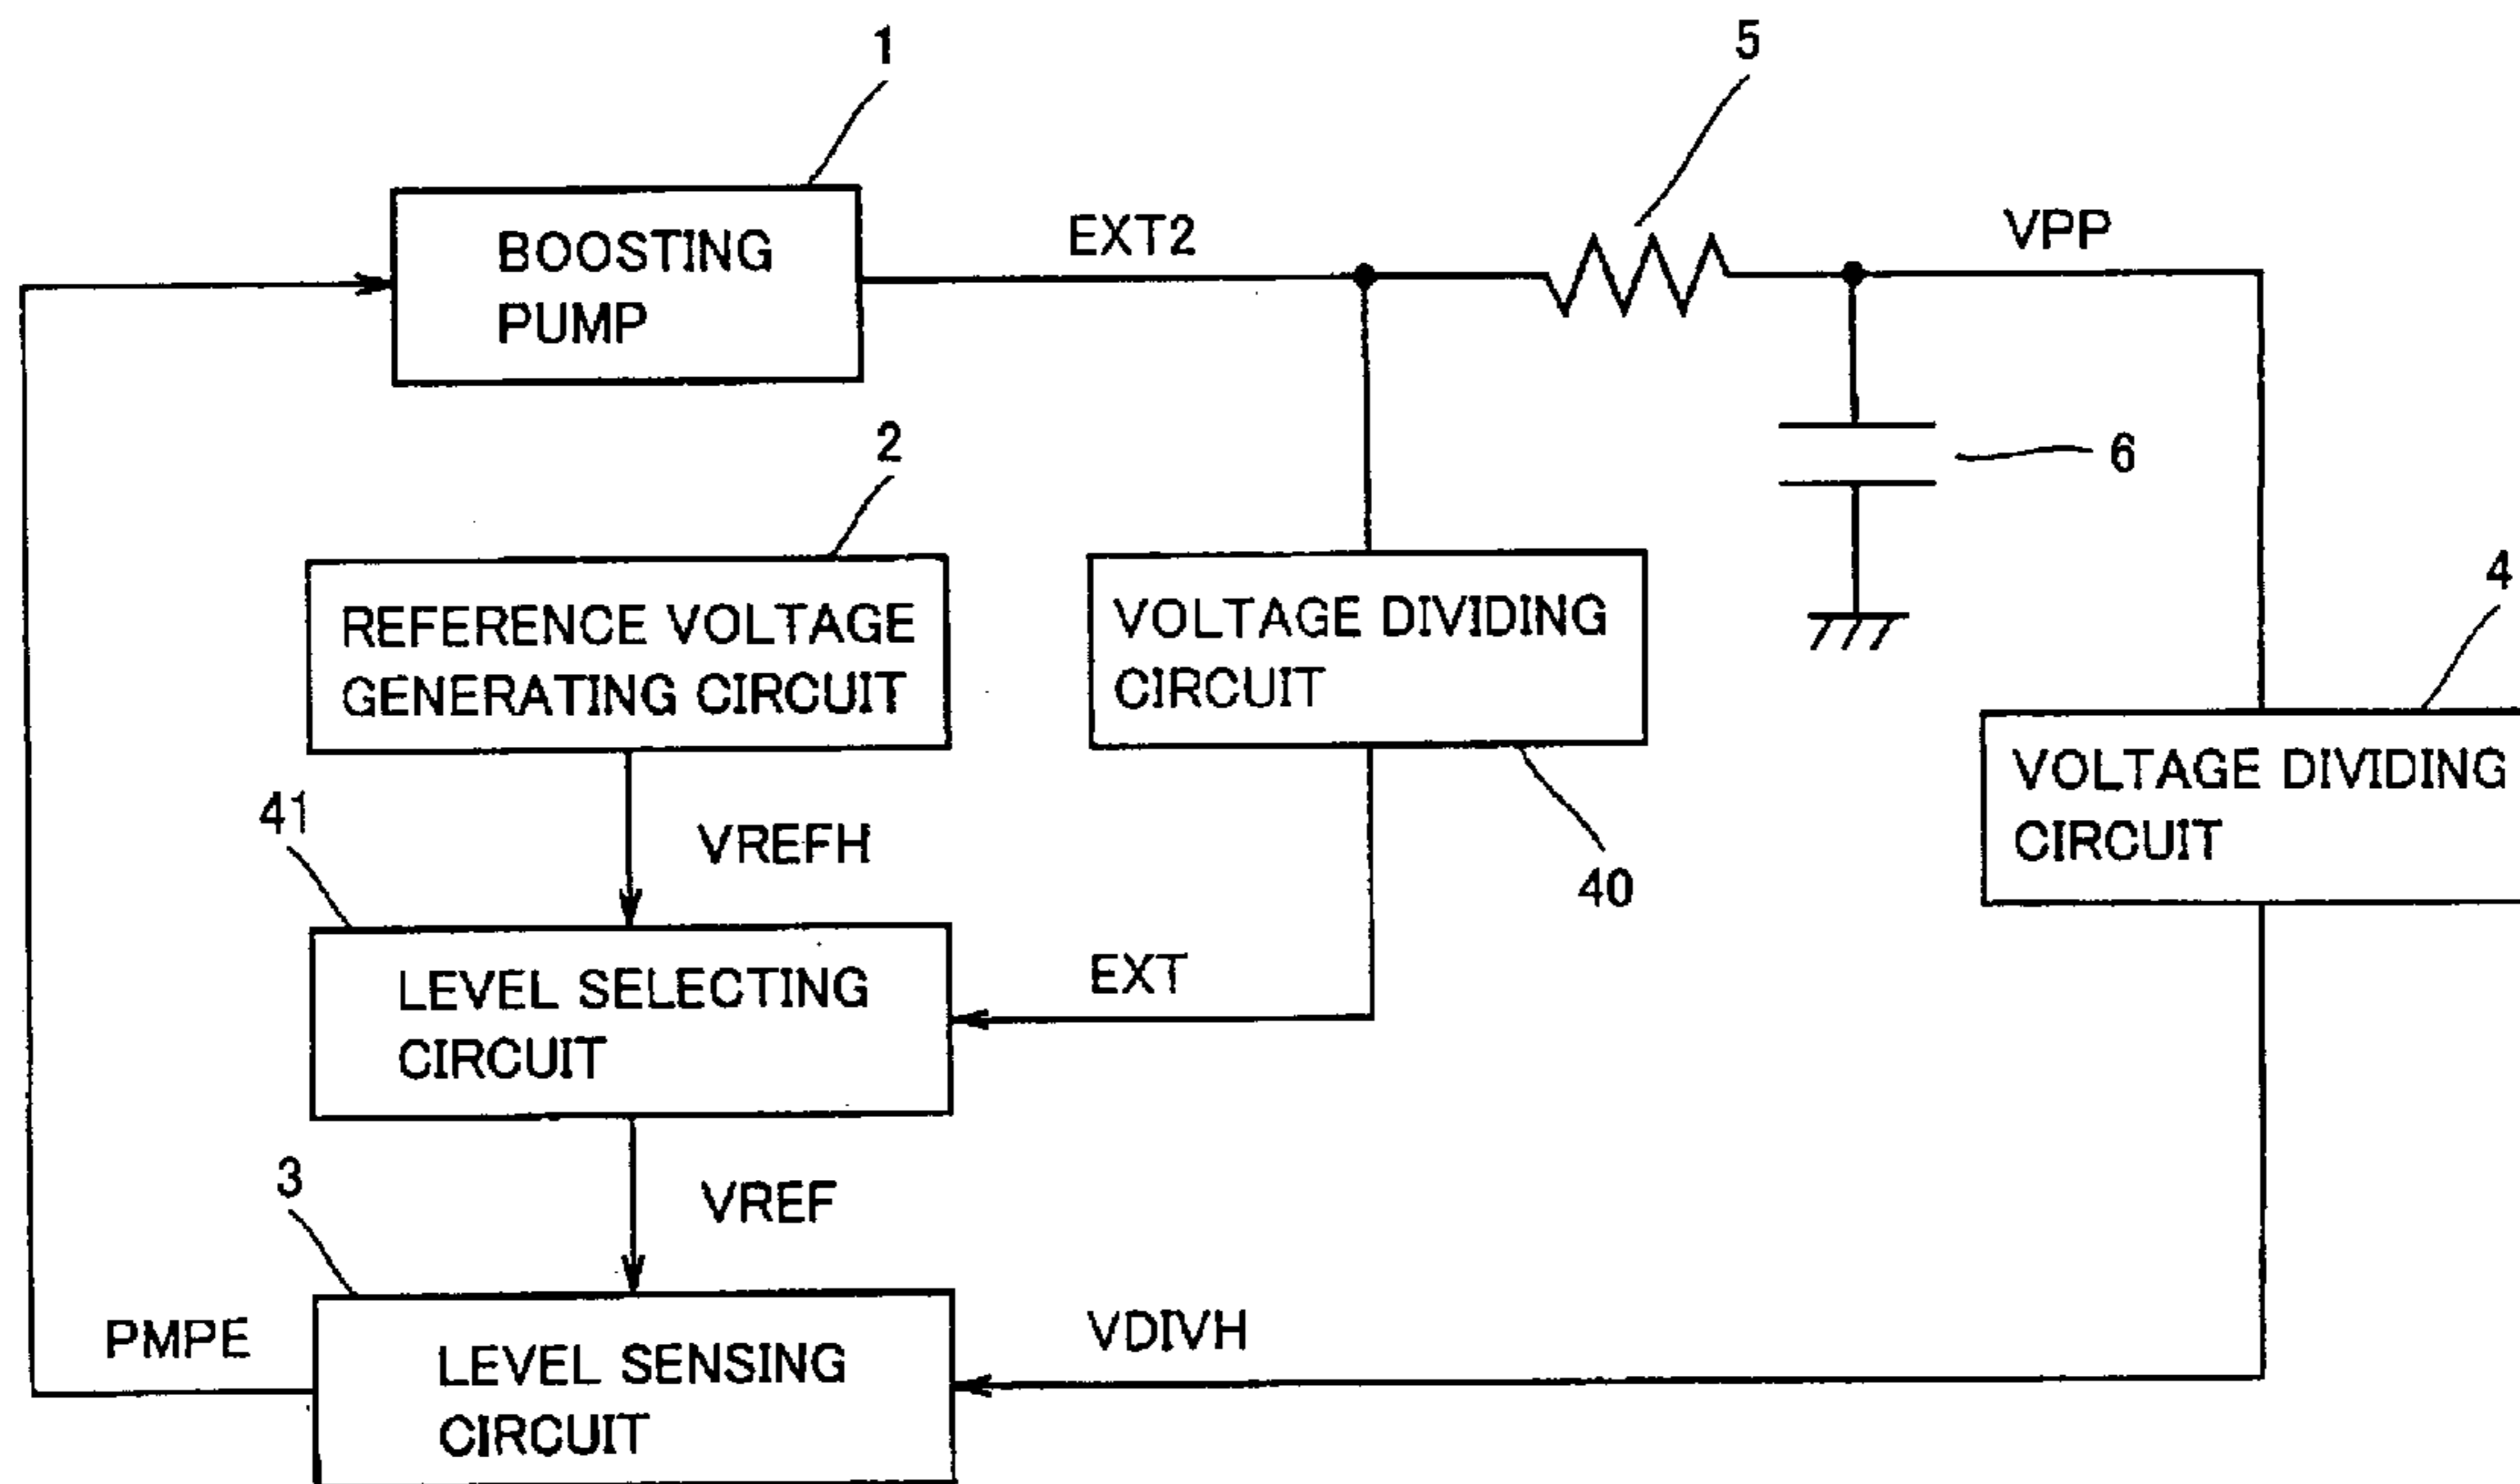 1
5
BOOSTING
PUMP
EXT2
VPP
2
6
REFERENCE VOLTAGE
GENERATING CIRCUIT
VOLTAGE DIVIDING
CIRCUIT
4
VOLTAGE DIVIDING
CIRCUIT
41
VREFH
40
LEVEL SELECTING
CIRCUIT
EXT
3
VREF
PMPE
LEVEL SENSING
CIRCUIT
VDIVH